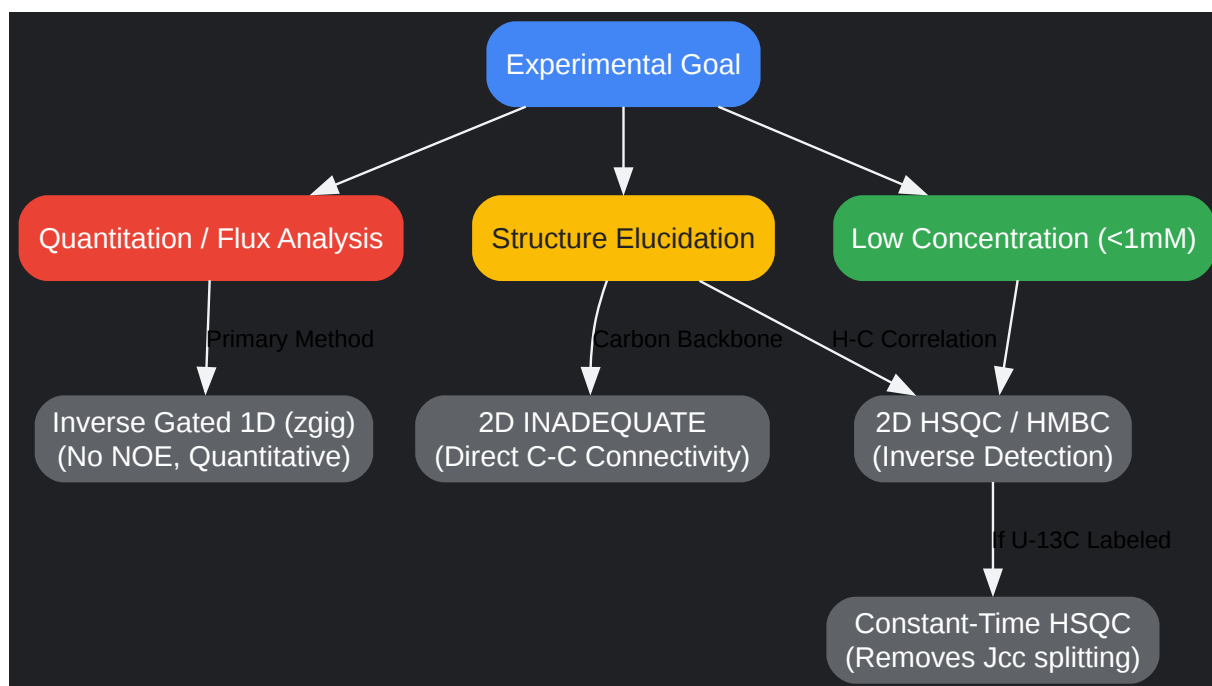 Experimental Goal
Quantitation / Flux Analysis
Structure Elucidation
Low Concentration (<1mM)
Primary Method
Carbon Backbone
H-C Correlation
Inverse Gated 1D (zgig)
(No NOE, Quantitative)
2D INADEQUATE
(Direct C-C Connectivity)
2D HSQC / HMBC
(Inverse Detection)
If U-13C Labeled
Constant-Time HSQC
(Removes Jcc splitting)